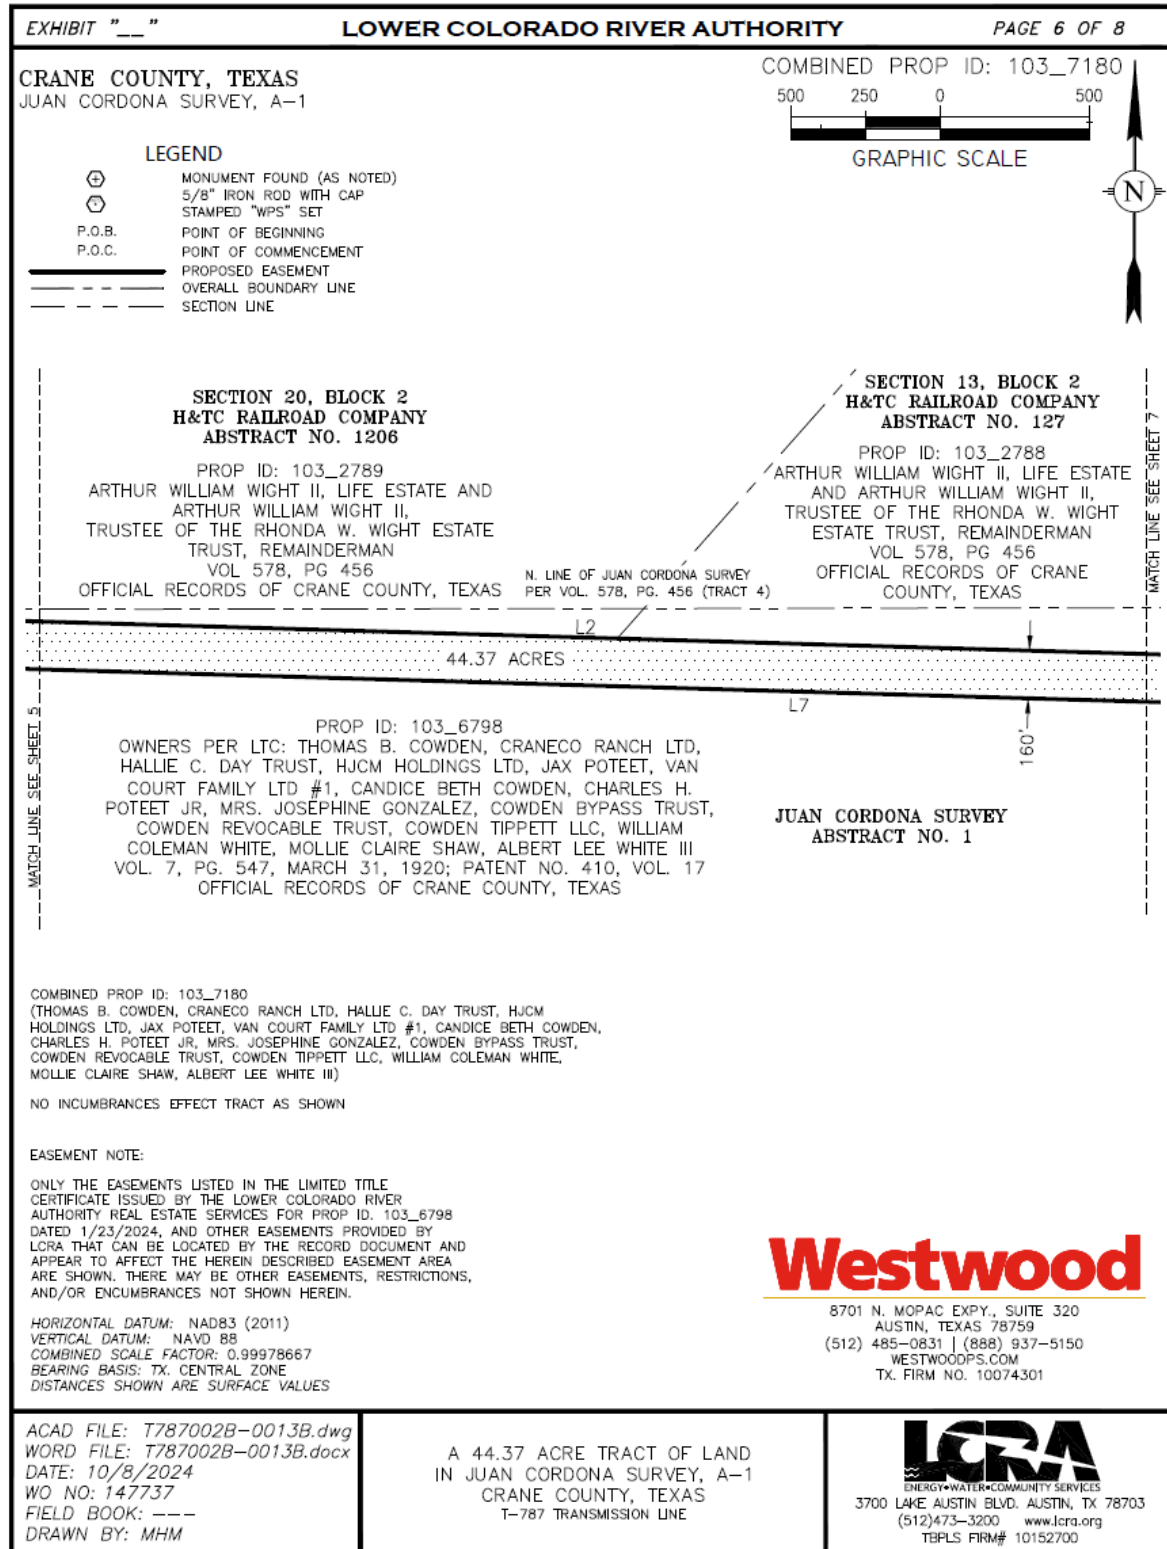 EXHIBIT "__"
LOWER COLORADO RIVER AUTHORITY
PAGE 6 OF 8
CRANE COUNTY, TEXAS
JUAN CORDONA SURVEY, A-1
COMBINED PROP ID: 103_7180
500 250 0 500
GRAPHIC SCALE
N
LEGEND
MONUMENT FOUND (AS NOTED)
5/8" IRON ROD WITH CAP
STAMPED "WPS" SET
P.O.B. POINT OF BEGINNING
P.O.C. POINT OF COMMENCEMENT
PROPOSED EASEMENT
OVERALL BOUNDARY LINE
SECTION LINE
SECTION 20, BLOCK 2
H&TC RAILROAD COMPANY
ABSTRACT NO. 1206
PROP ID: 103_2789
ARTHUR WILLIAM WIGHT II, LIFE ESTATE AND
ARTHUR WILLIAM WIGHT II,
TRUSTEE OF THE RHONDA W. WIGHT ESTATE
TRUST, REMAINDERMAN
VOL 578, PG 456
OFFICIAL RECORDS OF CRANE COUNTY, TEXAS
SECTION 13, BLOCK 2
H&TC RAILROAD COMPANY
ABSTRACT NO. 127
PROP ID: 103_2788
ARTHUR WILLIAM WIGHT II, LIFE ESTATE
AND ARTHUR WILLIAM WIGHT II,
TRUSTEE OF THE RHONDA W. WIGHT
ESTATE TRUST, REMAINDERMAN
VOL 578, PG 456
OFFICIAL RECORDS OF CRANE
COUNTY, TEXAS
MATCH LINE SEE SHEET 7
N. LINE OF JUAN CORDONA SURVEY
PER VOL. 578, PG. 456 (TRACT 4)
L2
44.37 ACRES
L7
160'
MATCH LINE SEE SHEET 5
PROP ID: 103_6798
OWNERS PER LTC: THOMAS B. COWDEN, CRANECO RANCH LTD,
HALLIE C. DAY TRUST, HJCM HOLDINGS LTD, JAX POTEET, VAN
COURT FAMILY LTD #1, CANDICE BETH COWDEN, CHARLES H.
POTEET JR, MRS. JOSEPHINE GONZALEZ, COWDEN BYPASS TRUST,
COWDEN REVOCABLE TRUST, COWDEN TIPPETT LLC, WILLIAM
COLEMAN WHITE, MOLLIE CLAIRE SHAW, ALBERT LEE WHITE III
VOL. 7, PG. 547, MARCH 31, 1920; PATENT NO. 410, VOL. 17
OFFICIAL RECORDS OF CRANE COUNTY, TEXAS
JUAN CORDONA SURVEY
ABSTRACT NO. 1
COMBINED PROP ID: 103_7180
(THOMAS B. COWDEN, CRANECO RANCH LTD, HALLIE C. DAY TRUST, HJCM
HOLDINGS LTD, JAX POTEET, VAN COURT FAMILY LTD #1, CANDICE BETH COWDEN,
CHARLES H. POTEET JR, MRS. JOSEPHINE GONZALEZ, COWDEN BYPASS TRUST,
COWDEN REVOCABLE TRUST, COWDEN TIPPETT LLC, WILLIAM COLEMAN WHITE,
MOLLIE CLAIRE SHAW, ALBERT LEE WHITE III)
NO INCUMBRANCES EFFECT TRACT AS SHOWN
EASEMENT NOTE:
ONLY THE EASEMENTS LISTED IN THE LIMITED TITLE
CERTIFICATE ISSUED BY THE LOWER COLORADO RIVER
AUTHORITY REAL ESTATE SERVICES FOR PROP ID. 103_6798
DATED 1/23/2024, AND OTHER EASEMENTS PROVIDED BY
LCRA THAT CAN BE LOCATED BY THE RECORD DOCUMENT AND
APPEAR TO AFFECT THE HEREIN DESCRIBED EASEMENT AREA
ARE SHOWN. THERE MAY BE OTHER EASEMENTS, RESTRICTIONS,
AND/OR ENCUMBRANCES NOT SHOWN HEREIN.
HORIZONTAL DATUM: NAD83 (2011)
VERTICAL DATUM: NAVD 88
COMBINED SCALE FACTOR: 0.99978667
BEARING BASIS: TX. CENTRAL ZONE
DISTANCES SHOWN ARE SURFACE VALUES
Westwood
8701 N. MOPAC EXPY., SUITE 320
AUSTIN, TEXAS 78759
(512) 485-0831 | (888) 937-5150
WESTWOODPS.COM
TX. FIRM NO. 10074301
ACAD FILE: T787002B-0013B.dwg
WORD FILE: T787002B-0013B.docx
DATE: 10/8/2024
WO NO: 147737
FIELD BOOK: ---
DRAWN BY: MHM
A 44.37 ACRE TRACT OF LAND
IN JUAN CORDONA SURVEY, A-1
CRANE COUNTY, TEXAS
T-787 TRANSMISSION LINE
LCRA
ENERGY•WATER•COMMUNITY SERVICES
3700 LAKE AUSTIN BLVD. AUSTIN, TX 78703
(512)473-3200 www.lcra.org
TBPLS FIRM# 10152700